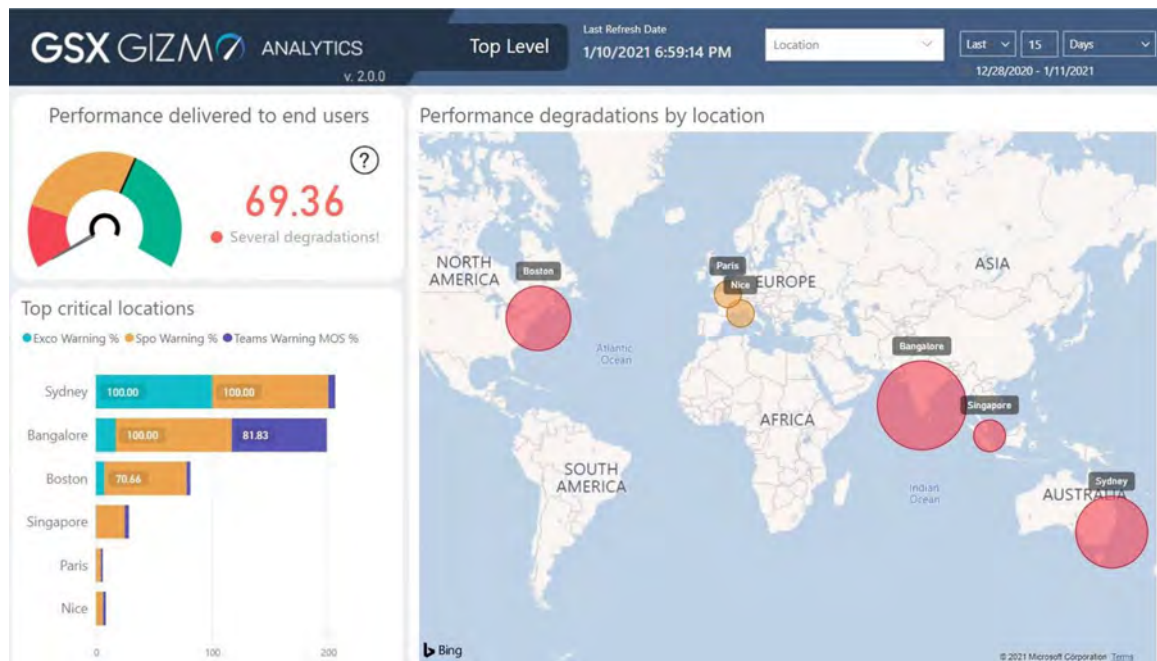 GSX GIZMO ANALYTICS
v. 2.0.0
Top Level
Last Refresh Date
1/10/2021 6:59:14 PM
Location
Last 15 Days
12/28/2020 - 1/11/2021
Performance delivered to end users
?
69.36
Several degradations!
Top critical locations
Exco Warning % Spo Warning % Teams Warning MOS %
Sydney 100.00 100.00
Bangalore 100.00 81.83
Boston 70.66
Singapore
Paris
Nice
0 100 200
Performance degradations by location
NORTH
AMERICA
Boston
Paris
Nice
EUROPE
ASIA
Atlantic
Ocean
Bangalore
Singapore
AFRICA
SOUTH
AMERICA
Indian
Ocean
Sydney
AUSTRALIA
Bing
© 2021 Microsoft Corporation Terms